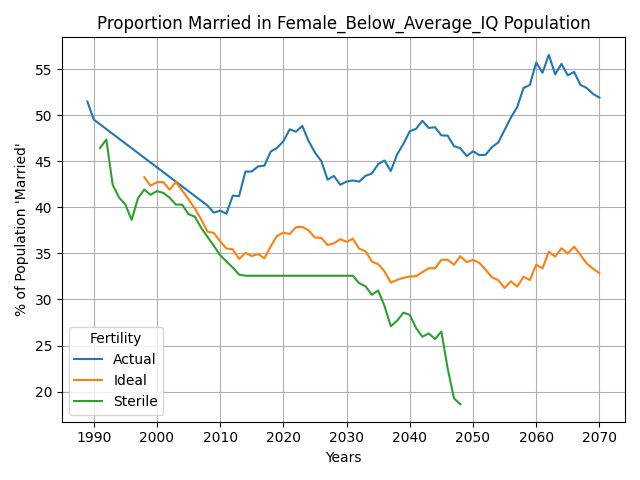 Proportion Married in Female_Below_Average_IQ Population
% of Population 'Married'
55
50
45
40
35
30
25
20
Fertility
Actual
Ideal
Sterile
1990 2000 2010 2020 2030 2040 2050 2060 2070
Years